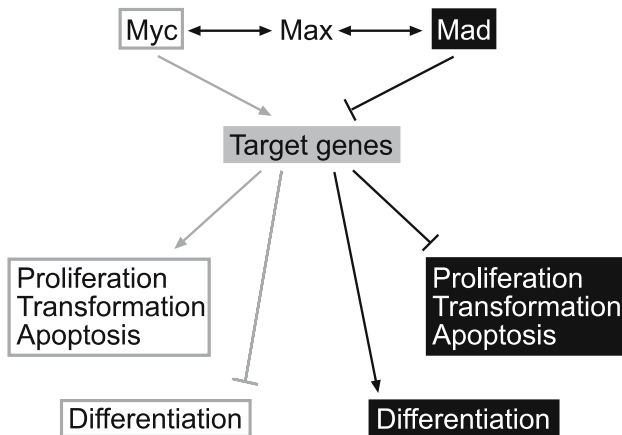 Myc
Max
Mad
Target genes
Proliferation
Transformation
Apoptosis
Proliferation
Transformation
Apoptosis
Differentiation
Differentiation